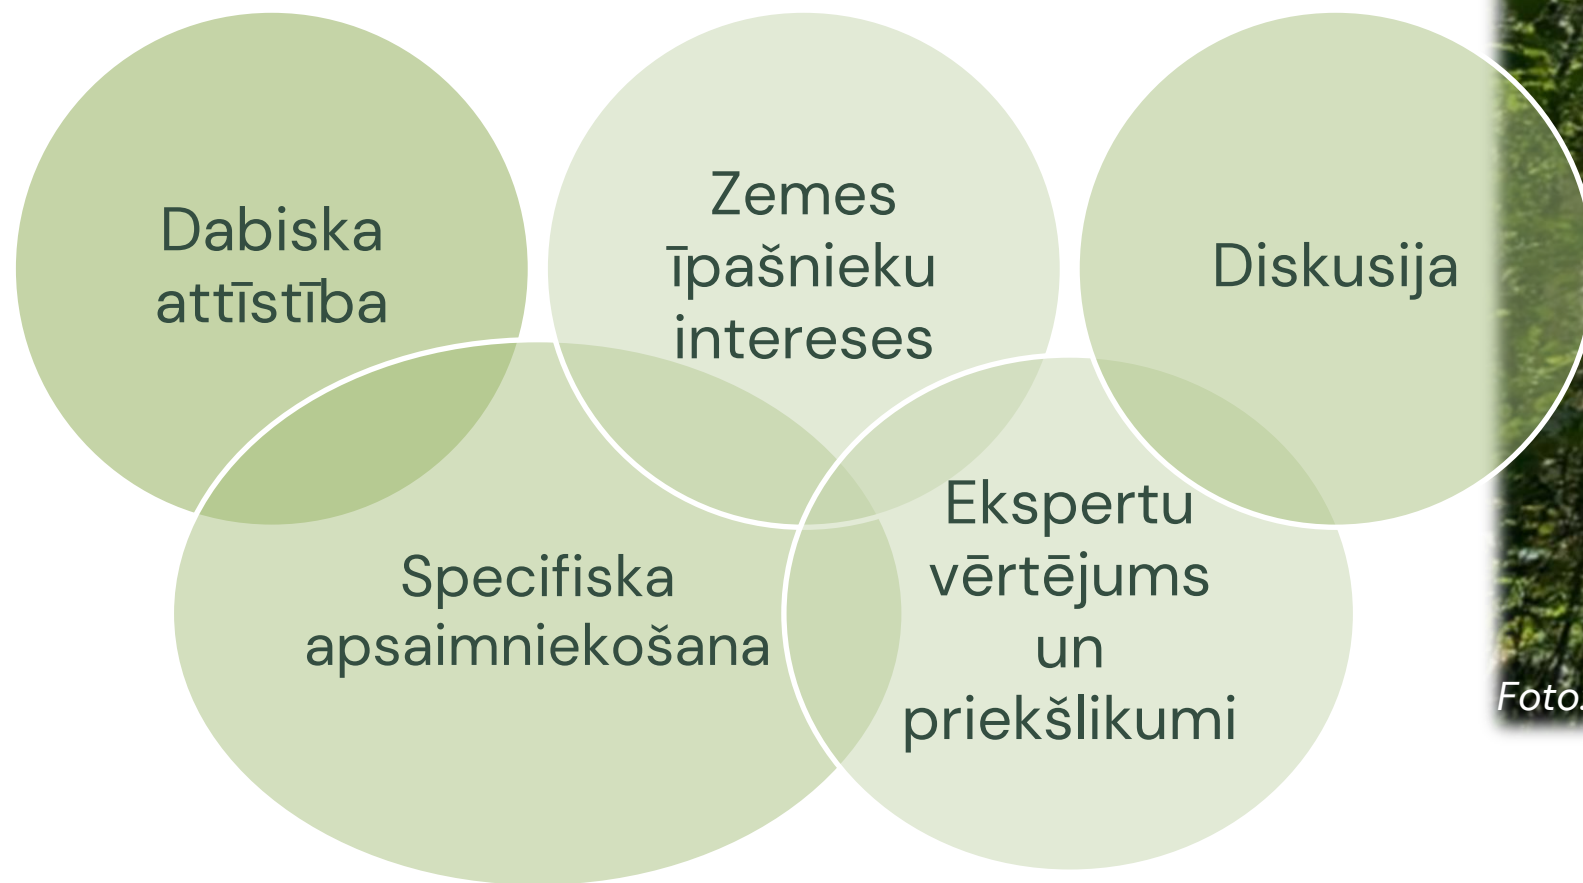 Dabiska
attīstība
Zemes
īpašnieku
intereses
Diskusija
Specifiska
apsaimniekošana
Ekspertu
vērtējums
un
priekšlikumi
Foto: